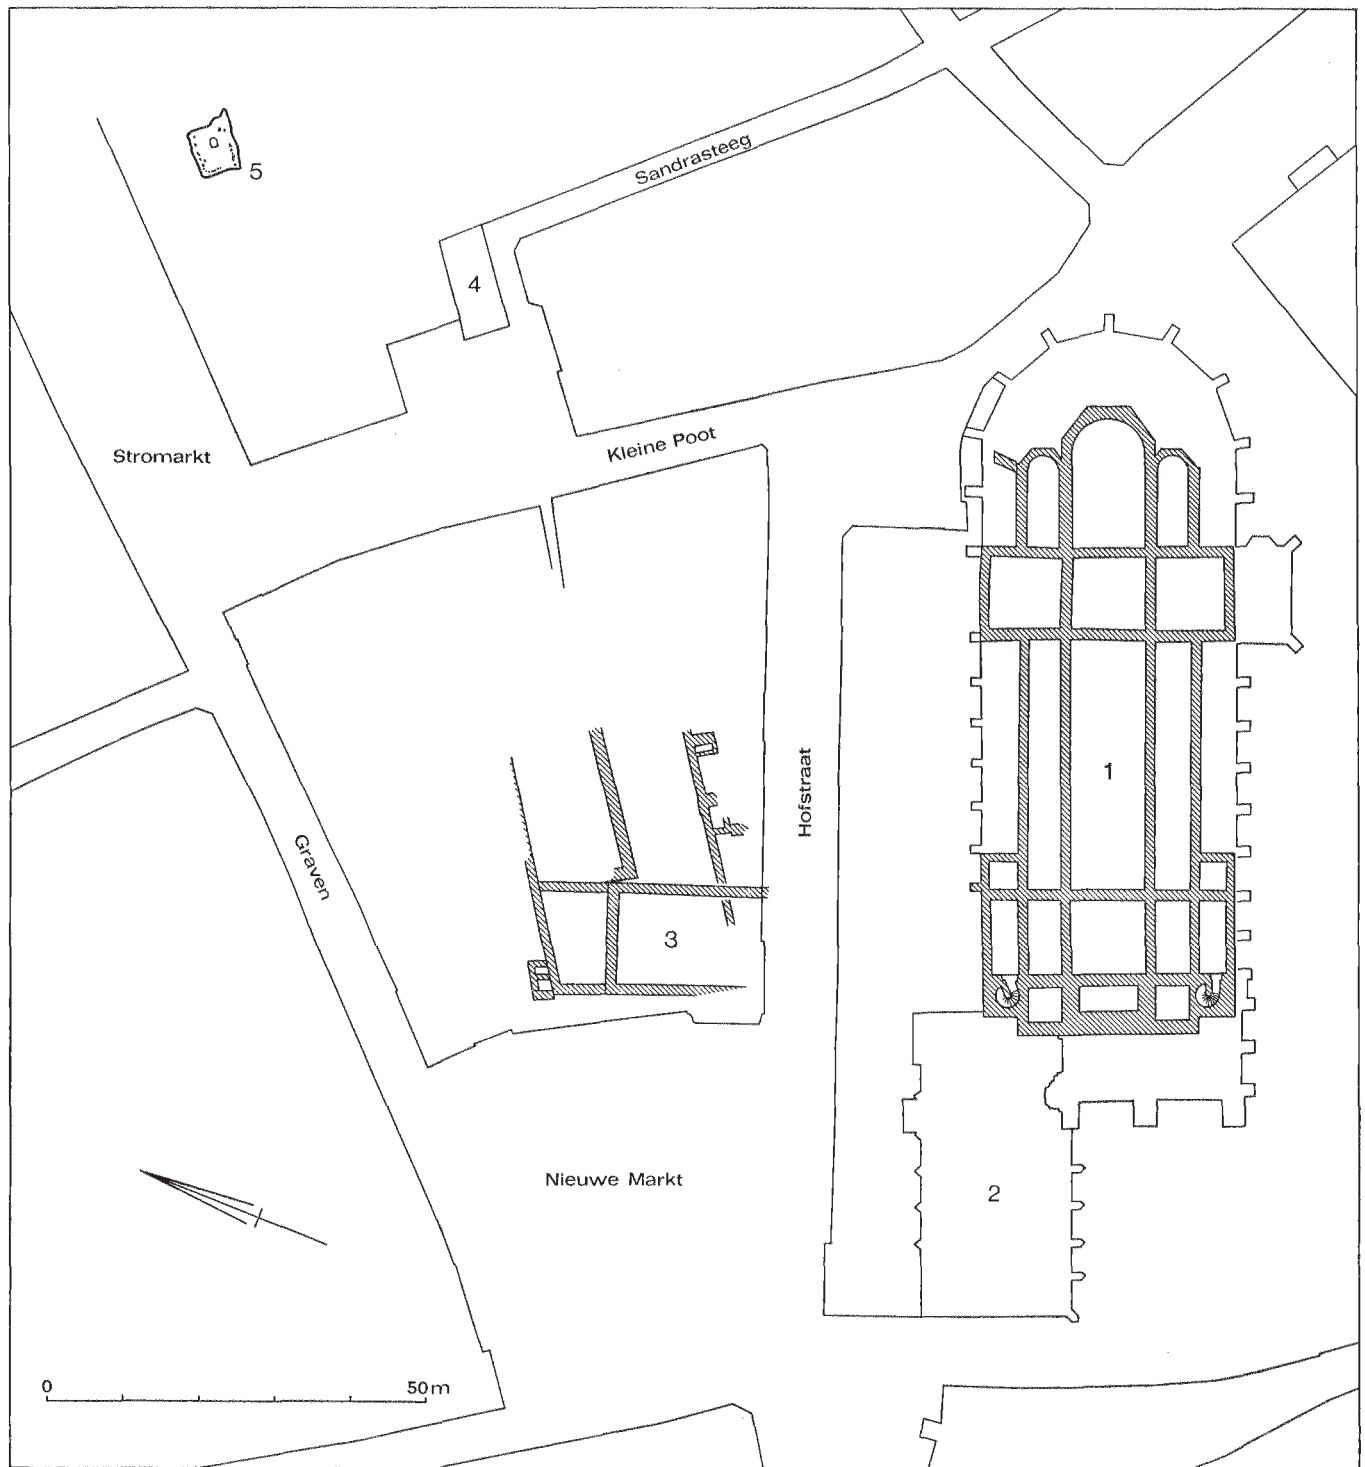 5
Sandrasteeg
4
Stromarkt
Kleine Poot
1
Hofstraat
Graven
3
Nieuwe Markt
2
0
50m